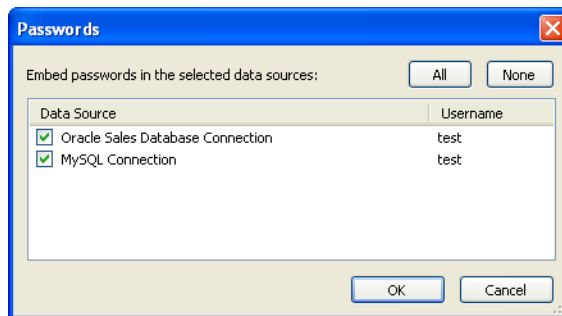 Passwords
Embed passwords in the selected data sources: All None
Data Source Username
Oracle Sales Database Connection test
MySQL Connection test
OK Cancel